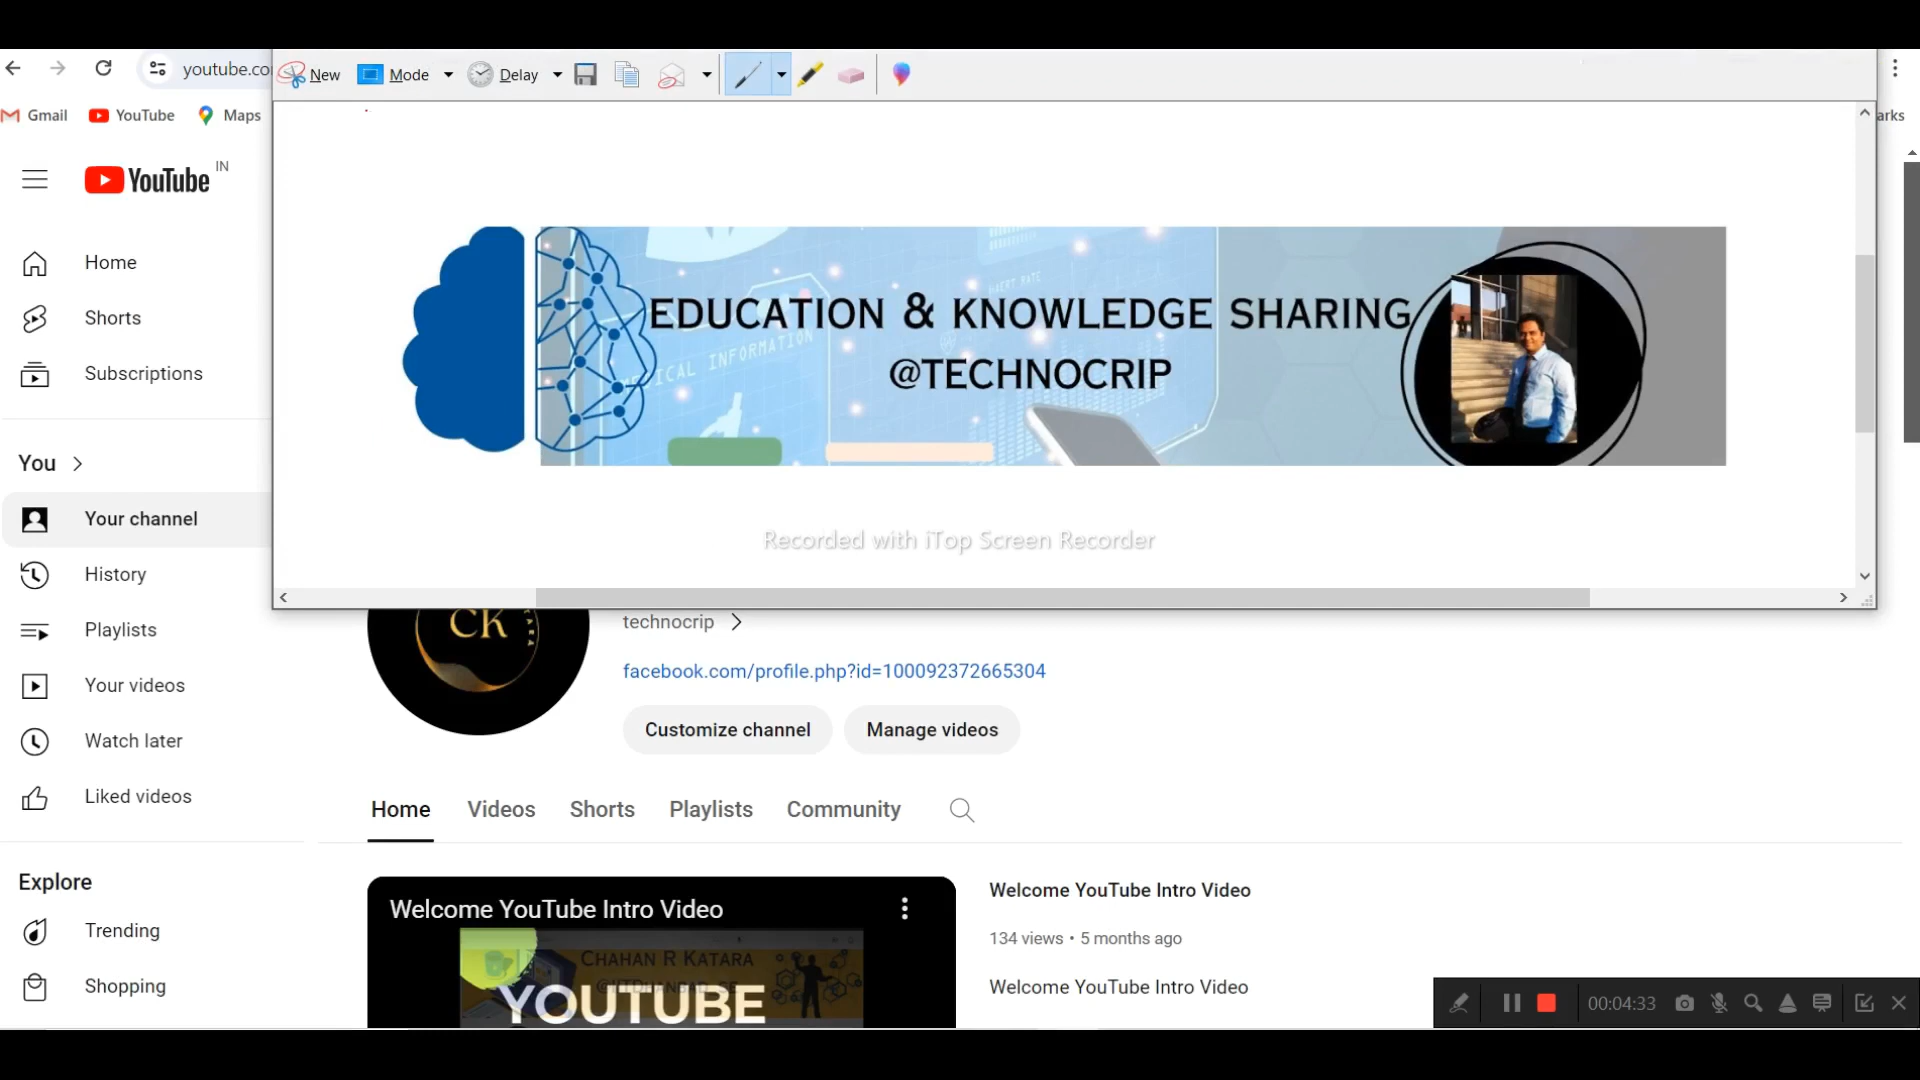 youtube.co
New Mode Delay
Gmail YouTube Maps
arks
YouTube IN
Home
Shorts
Subscriptions
You
Your channel
History
Playlists
Your videos
Watch later
Liked videos
Explore
Trending
Shopping
HEART RATE
MEDICAL INFORMATION
EDUCATION & KNOWLEDGE SHARING
@TECHNOCRIP
Recorded with iTop Screen Recorder
CK
technocrip
facebook.com/profile.php?id=100092372665304
Customize channel Manage videos
Home Videos Shorts Playlists Community
Welcome YouTube Intro Video
CHAHAN R KATARA
YOUTUBE
Welcome YouTube Intro Video
134 views • 5 months ago
Welcome YouTube Intro Video
00:04:33